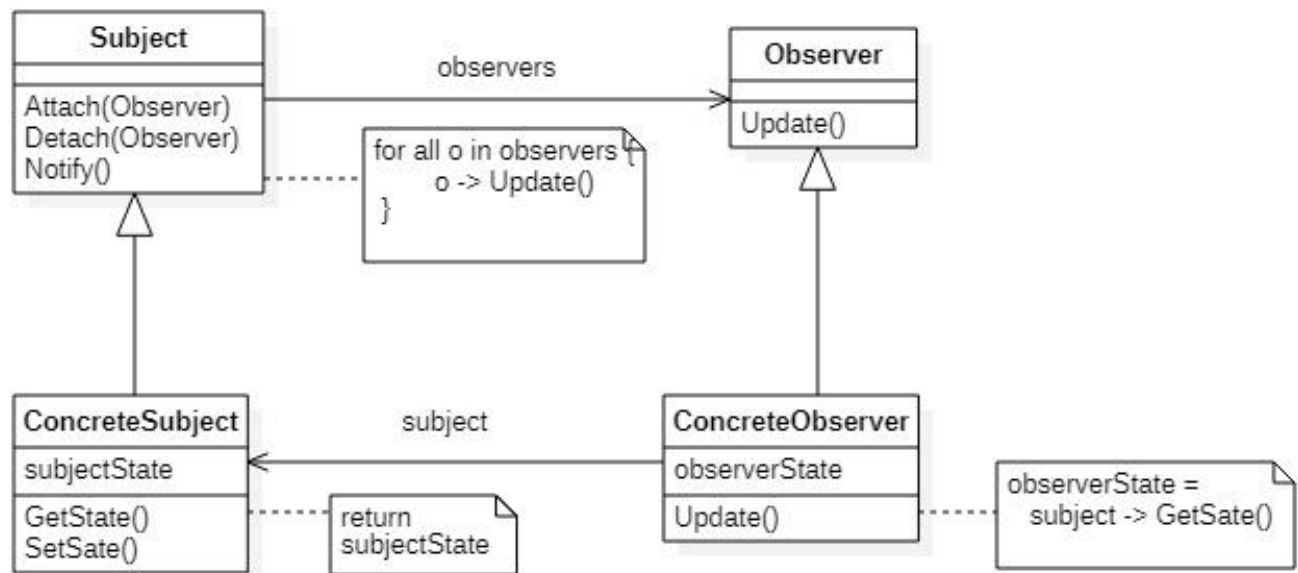 Subject
Attach(Observer)
Detach(Observer)
Notify()
observers
for all o in observers {
o -> Update()
}
Observer
Update()
ConcreteSubject
subjectState
GetState()
SetSate()
return
subjectState
subject
ConcreteObserver
observerState
Update()
observerState =
subject -> GetSate()